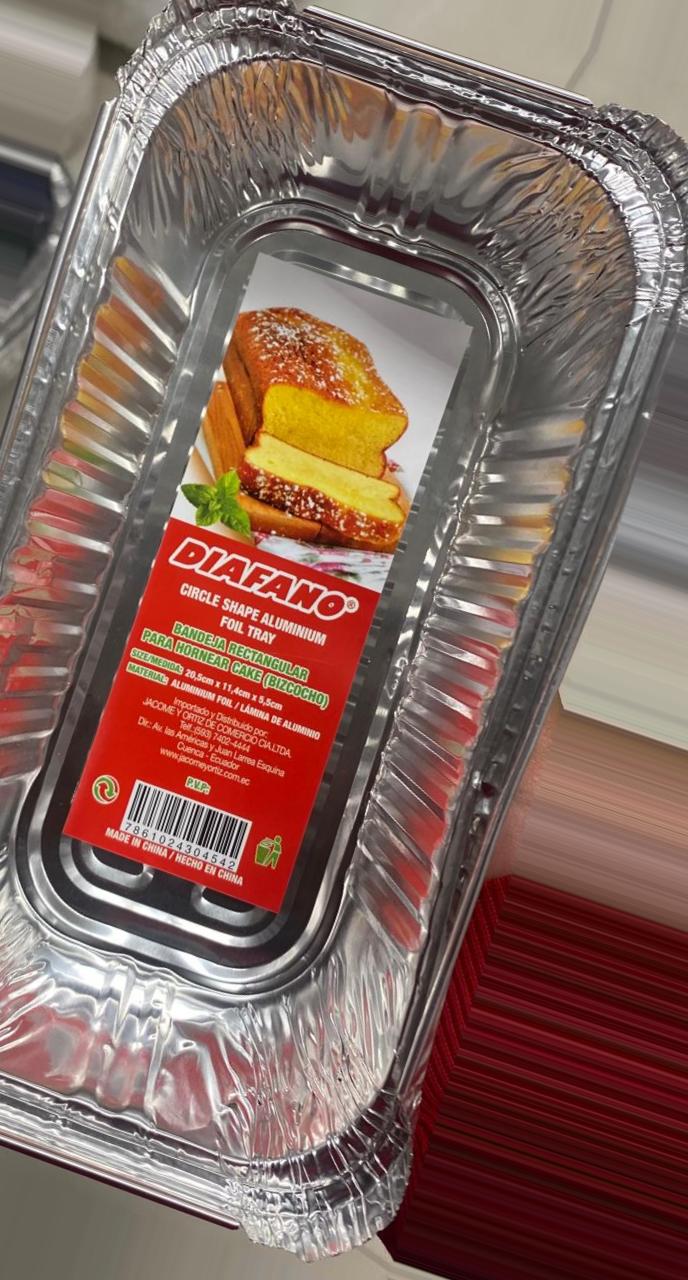 DIAFANO®
CIRCLE SHAPE ALUMINIUM
FOIL TRAY
BANDEJA RECTANGULAR
PARA HORNEAR CAKE (BIZCOCHO)
SIZE/MEDIDA: 20,5cm x 11,4cm x 5,5cm
MATERIAL: ALUMINIUM FOIL / LÁMINA DE ALUMINIO
Importado y Distribuido por:
JACOME Y ORTIZ DE COMERCIO CIA.LTDA.
Telf.:(593) 7402-4444
Dir.: Av. las Américas y Juan Larrea Esquina
Cuenca - Ecuador
www.jacomeyortiz.com.ec
P.V.P.:
7861024304542
MADE IN CHINA / HECHO EN CHINA